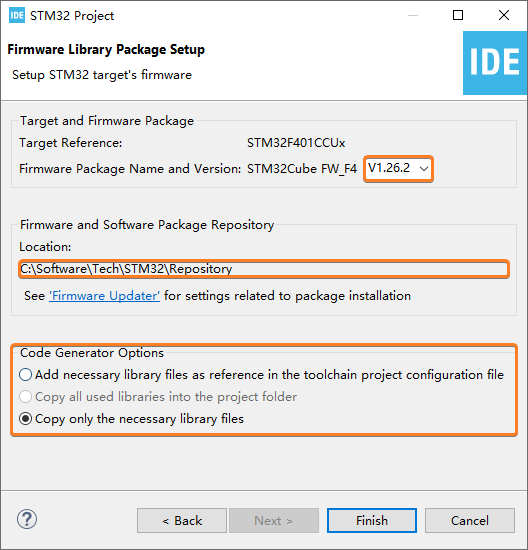 IDE STM32 Project
Firmware Library Package Setup
Setup STM32 target's firmware
IDE
Target and Firmware Package
Target Reference: STM32F401CCUx
Firmware Package Name and Version: STM32Cube FW_F4 V1.26.2
Firmware and Software Package Repository
Location:
C:\Software\Tech\STM32\Repository
See 'Firmware Updater' for settings related to package installation
Code Generator Options
Add necessary library files as reference in the toolchain project configuration file
Copy all used libraries into the project folder
Copy only the necessary library files
? < Back Next > Finish Cancel